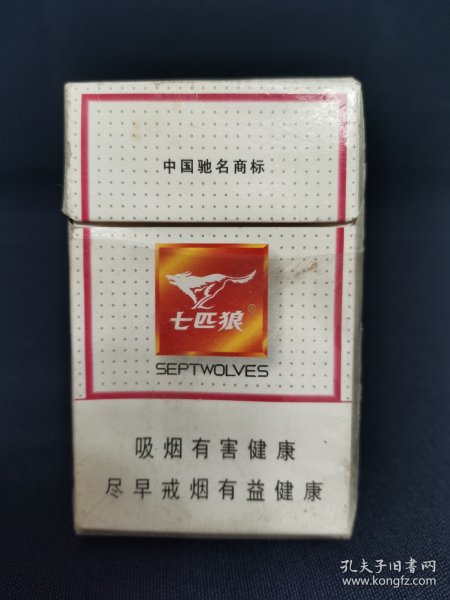 中国驰名商标
七匹狼
SEPTWOLVES
吸烟有害健康
尽早戒烟有益健康
孔夫子旧书网
www.kongfz.com